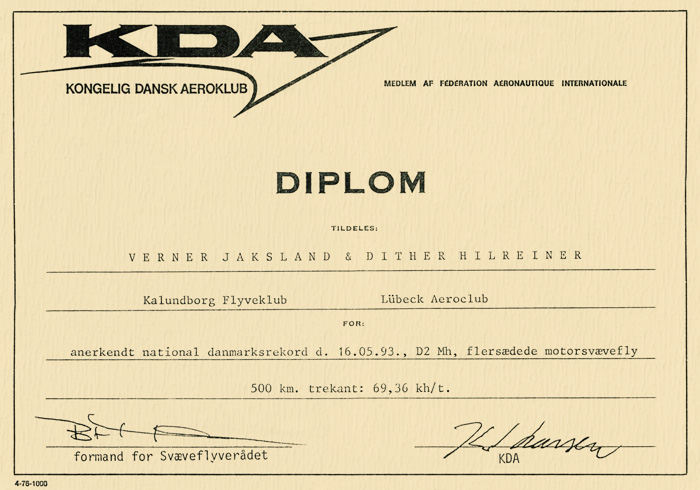 KDA
KONGELIG DANSK AEROKLUB
MEDLEM AF FÉDÉRATION AÉRONAUTIQUE INTERNATIONALE
DIPLOM
TILDELES:
VERNER JAKSLAND & DITHER HILREINER
Kalundborg Flyveklub Lübeck Aeroclub
FOR:
anerkendt national danmarksrekord d. 16.05.93., D2 Mh, flersædede motorsvævefly
500 km. trekant: 69,36 kh/t.
formand for Svæveflyverådet
KDA
4-76-1000